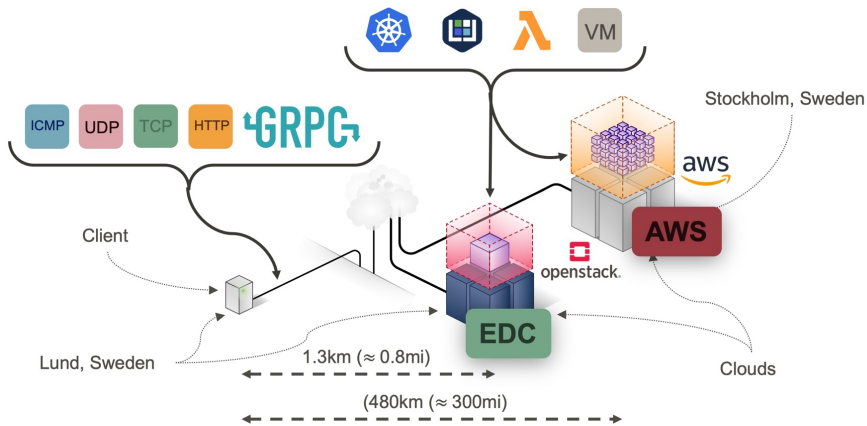 VM
ICMP
UDP
TCP
HTTP
GRPC
Stockholm, Sweden
aws
Client
AWS
openstack.
EDC
Lund, Sweden
1.3km (≈ 0.8mi)
Clouds
(480km (≈ 300mi)